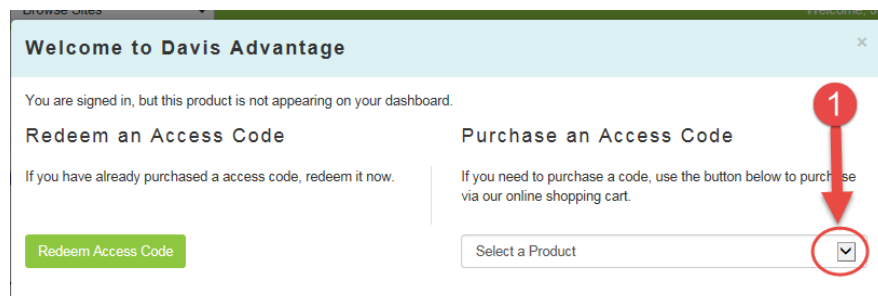 Browse Sites
Welcome, J
Welcome to Davis Advantage
×
You are signed in, but this product is not appearing on your dashboard.
Redeem an Access Code
If you have already purchased a access code, redeem it now.
Redeem Access Code
Purchase an Access Code
If you need to purchase a code, use the button below to purchase
via our online shopping cart.
Select a Product
1